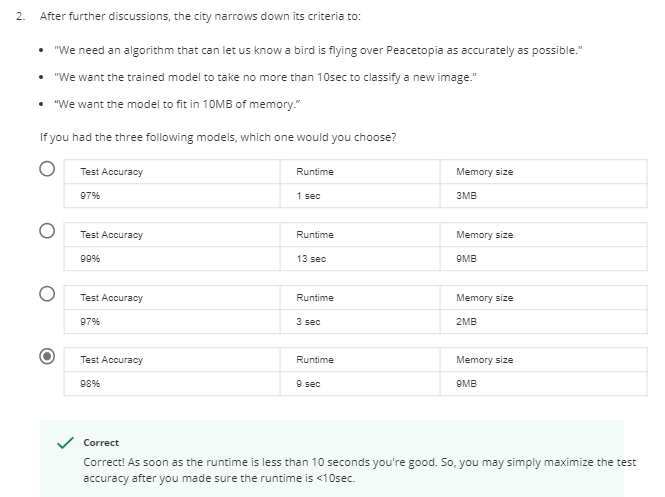 2. After further discussions, the city narrows down its criteria to:
• "We need an algorithm that can let us know a bird is flying over Peacetopia as accurately as possible."
• "We want the trained model to take no more than 10sec to classify a new image."
• "We want the model to fit in 10MB of memory."
If you had the three following models, which one would you choose?
Test Accuracy Runtime Memory size
97% 1 sec 3MB
Test Accuracy Runtime Memory size
99% 13 sec 9MB
Test Accuracy Runtime Memory size
97% 3 sec 2MB
Test Accuracy Runtime Memory size
98% 9 sec 9MB
Correct
Correct! As soon as the runtime is less than 10 seconds you're good. So, you may simply maximize the test
accuracy after you made sure the runtime is <10sec.